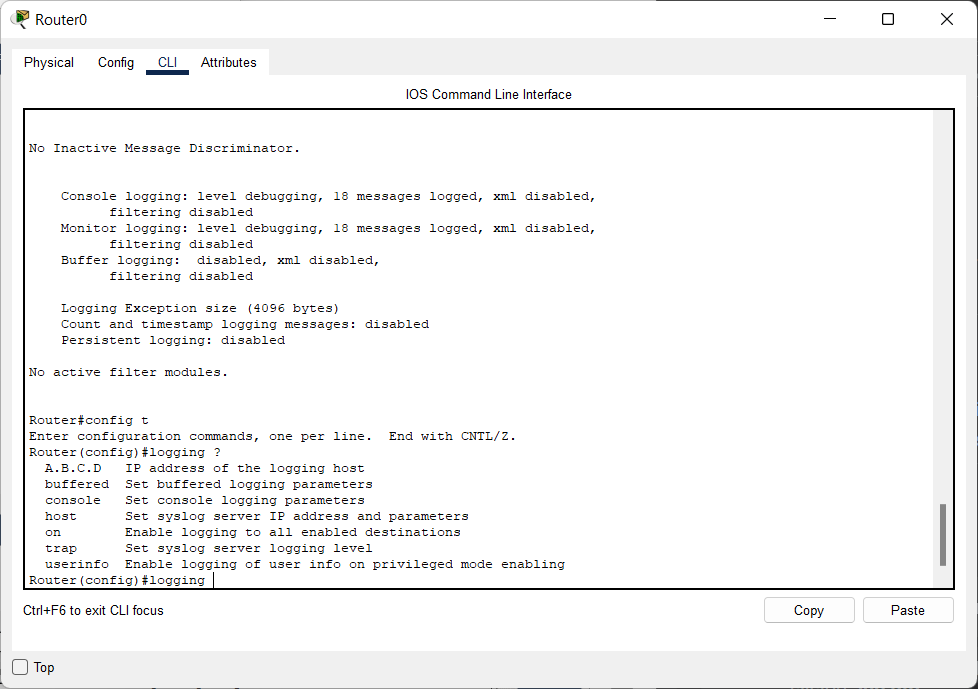 Router0
Physical Config CLI Attributes
IOS Command Line Interface
No Inactive Message Discriminator.
Console logging: level debugging, 18 messages logged, xml disabled,
filtering disabled
Monitor logging: level debugging, 18 messages logged, xml disabled,
filtering disabled
Buffer logging:  disabled, xml disabled,
filtering disabled
Logging Exception size (4096 bytes)
Count and timestamp logging messages: disabled
Persistent logging: disabled
No active filter modules.
Router#config t
Enter configuration commands, one per line.  End with CNTL/Z.
Router(config)#logging ?
A.B.C.D   IP address of the logging host
buffered  Set buffered logging parameters
console   Set console logging parameters
host      Set syslog server IP address and parameters
on        Enable logging to all enabled destinations
trap      Set syslog server logging level
userinfo  Enable logging of user info on privileged mode enabling
Router(config)#logging
Ctrl+F6 to exit CLI focus
Copy Paste
Top